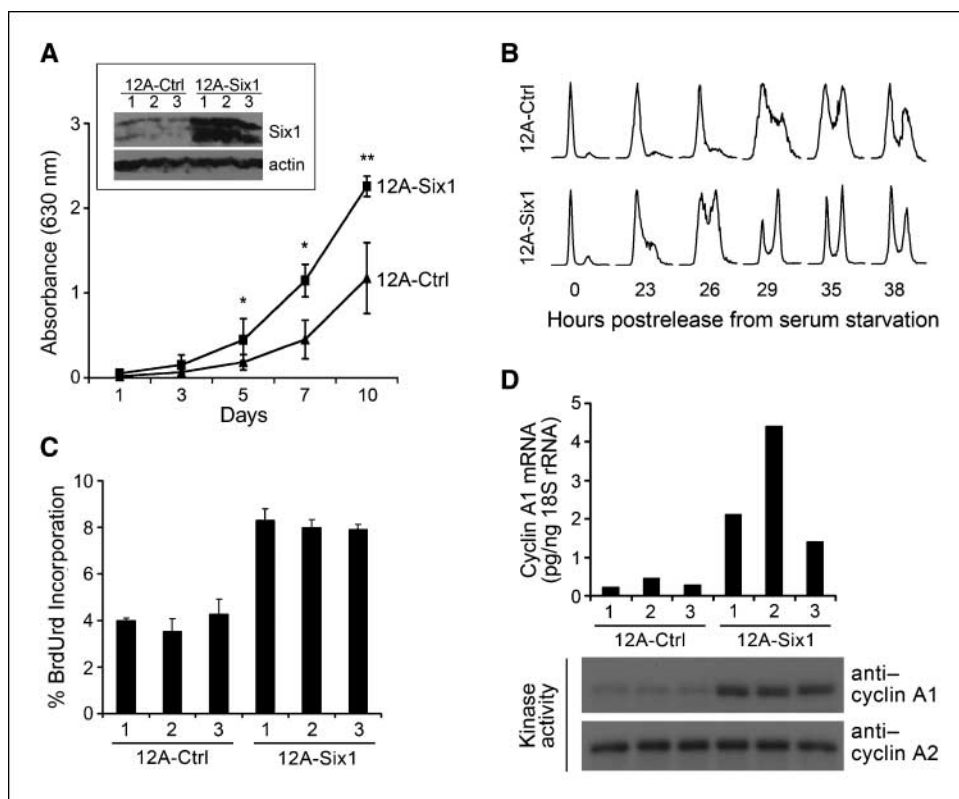 A
12A-Ctrl 12A-Six1
1 2 3 1 2 3
Six1
actin
3
2
1
0
Absorbance (630 nm)
* * **
12A-Six1
12A-Ctrl
1 3 5 7 10
Days
B
12A-Ctrl
12A-Six1
0 23 26 29 35 38
Hours postrelease from serum starvation
C
% BrdUrd Incorporation
10
8
6
4
2
0
1 2 3 1 2 3
12A-Ctrl 12A-Six1
D
Cyclin A1 mRNA
(pg/ng 18S rRNA)
5
4
3
2
1
0
1 2 3 1 2 3
12A-Ctrl 12A-Six1
Kinase
activity
anti–
cyclin A1
anti–
cyclin A2